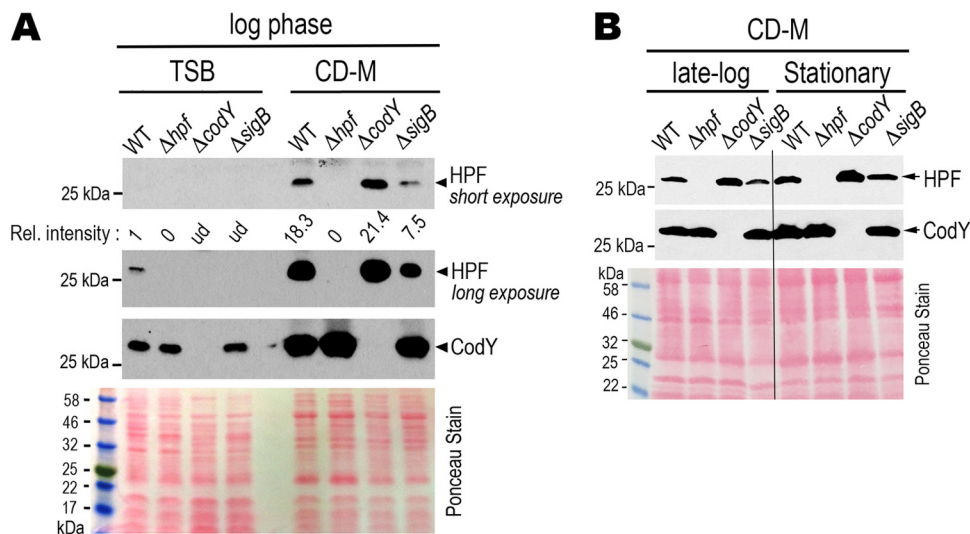 A
log phase
TSB CD-M
WT Δhpf ΔcodY ΔsigB WT Δhpf ΔcodY ΔsigB
25 kDa HPF
short exposure
Rel. intensity : 1 0 ud ud 18.3 0 21.4 7.5
25 kDa HPF
long exposure
25 kDa CodY
58
46
32
25
22
17
kDa
Ponceau Stain
B
CD-M
late-log Stationary
WT Δhpf ΔcodY ΔsigB WT Δhpf ΔcodY ΔsigB
25 kDa HPF
25 kDa CodY
kDa
58
46
32
25
22
Ponceau Stain